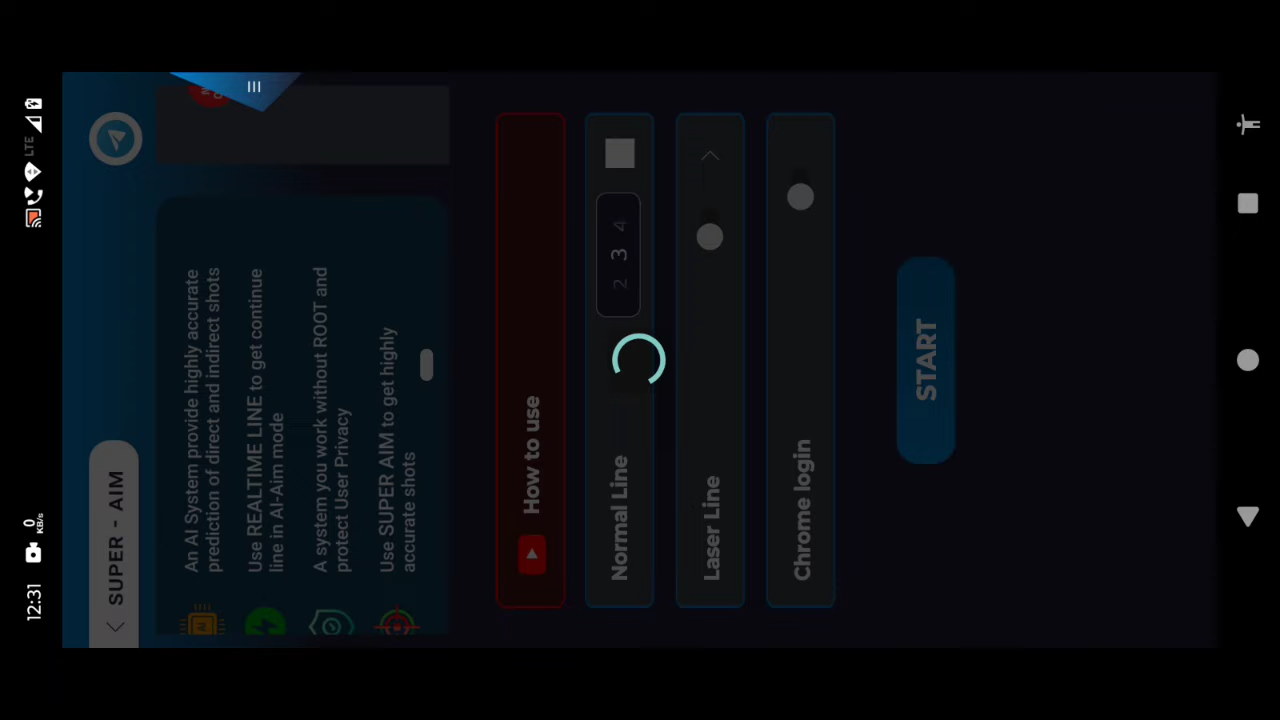 12:31
0
KB/s
LTE
SUPER - AIM
An AI System provide highly accurate
prediction of direct and indirect shots
Use REALTIME LINE to get continue
line in AI-Aim mode
A system you work without ROOT and
protect User Privacy
Use SUPER AIM to get highly
accurate shots
How to use
Normal Line
2 3 4
Laser Line
Chrome login
START